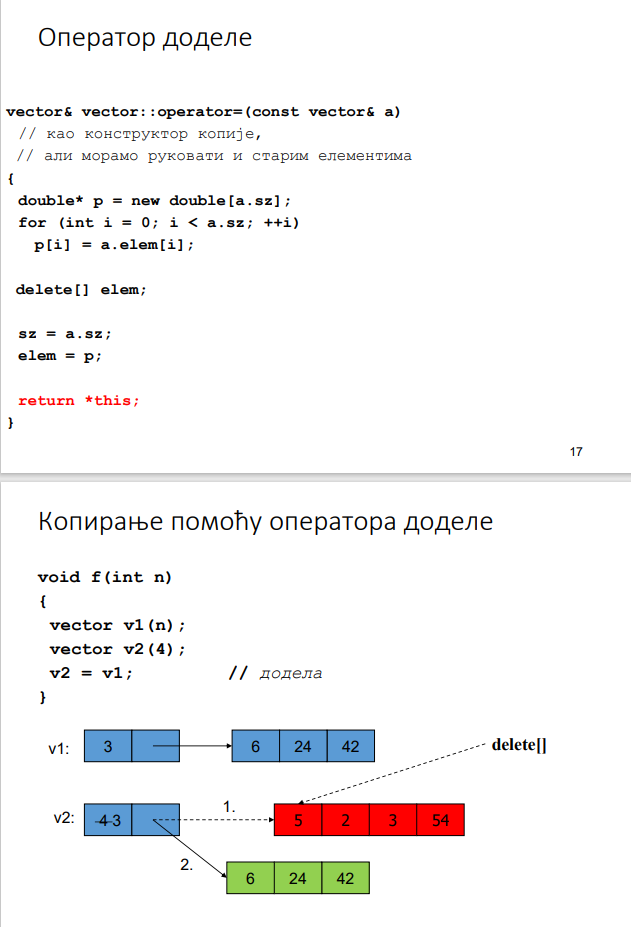 Оператор доделе
vector& vector::operator=(const vector& a)
// као конструктор копије,
// али морамо руковати и старим елементима
{
double* p = new double[a.sz];
for (int i = 0; i < a.sz; ++i)
p[i] = a.elem[i];
delete[] elem;
sz = a.sz;
elem = p;
return *this;
}
17
Копирање помоћу оператора доделе
void f(int n)
{
vector v1(n);
vector v2(4);
v2 = v1; // додела
}
v1: 3 6 24 42
delete[]
v2: 4 3 1. 5 2 3 54
2.
6 24 42